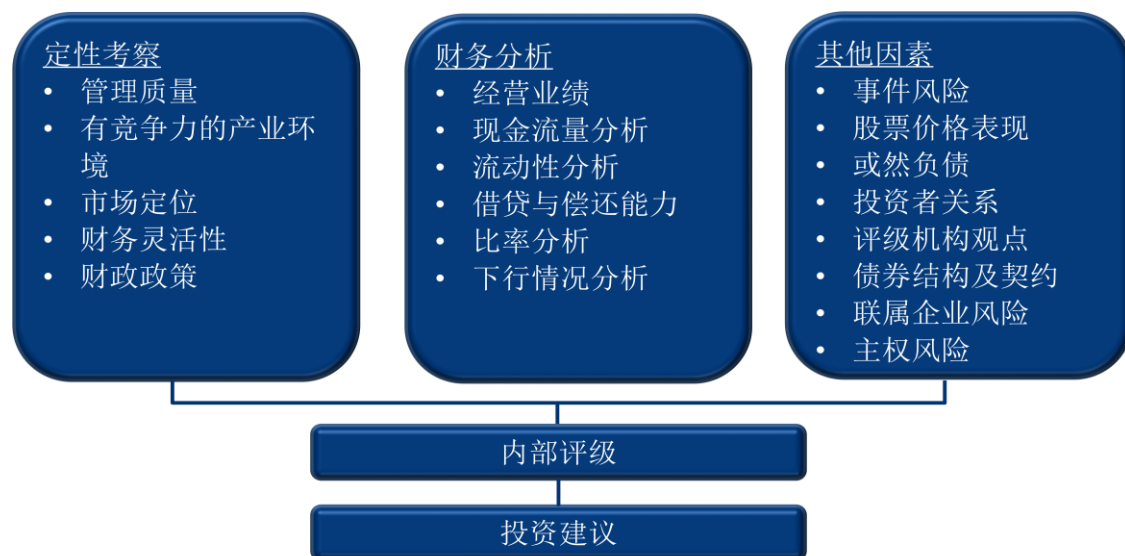 定性考察
• 管理质量
• 有竞争力的产业环
境
• 市场定位
• 财务灵活性
• 财政政策
财务分析
• 经营业绩
• 现金流量分析
• 流动性分析
• 借贷与偿还能力
• 比率分析
• 下行情况分析
其他因素
• 事件风险
• 股票价格表现
• 或然负债
• 投资者关系
• 评级机构观点
• 债券结构及契约
• 联属企业风险
• 主权风险
内部评级
投资建议